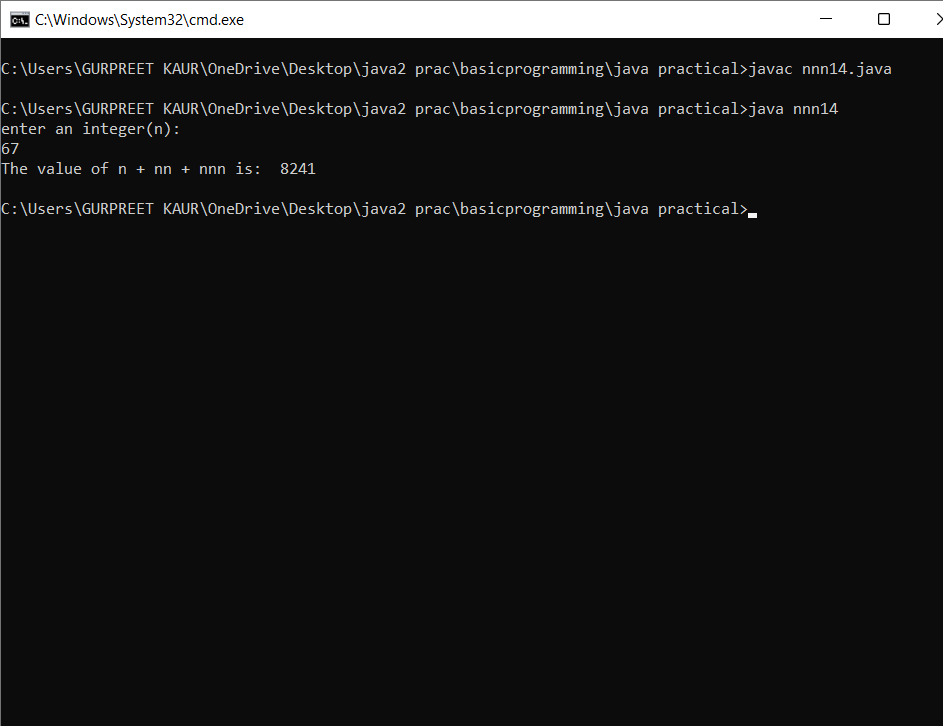 C:\Windows\System32\cmd.exe
C:\Users\GURPREET KAUR\OneDrive\Desktop\java2 prac\basicprogramming\java practical>javac nnn14.java
C:\Users\GURPREET KAUR\OneDrive\Desktop\java2 prac\basicprogramming\java practical>java nnn14
enter an integer(n):
67
The value of n + nn + nnn is:  8241
C:\Users\GURPREET KAUR\OneDrive\Desktop\java2 prac\basicprogramming\java practical>